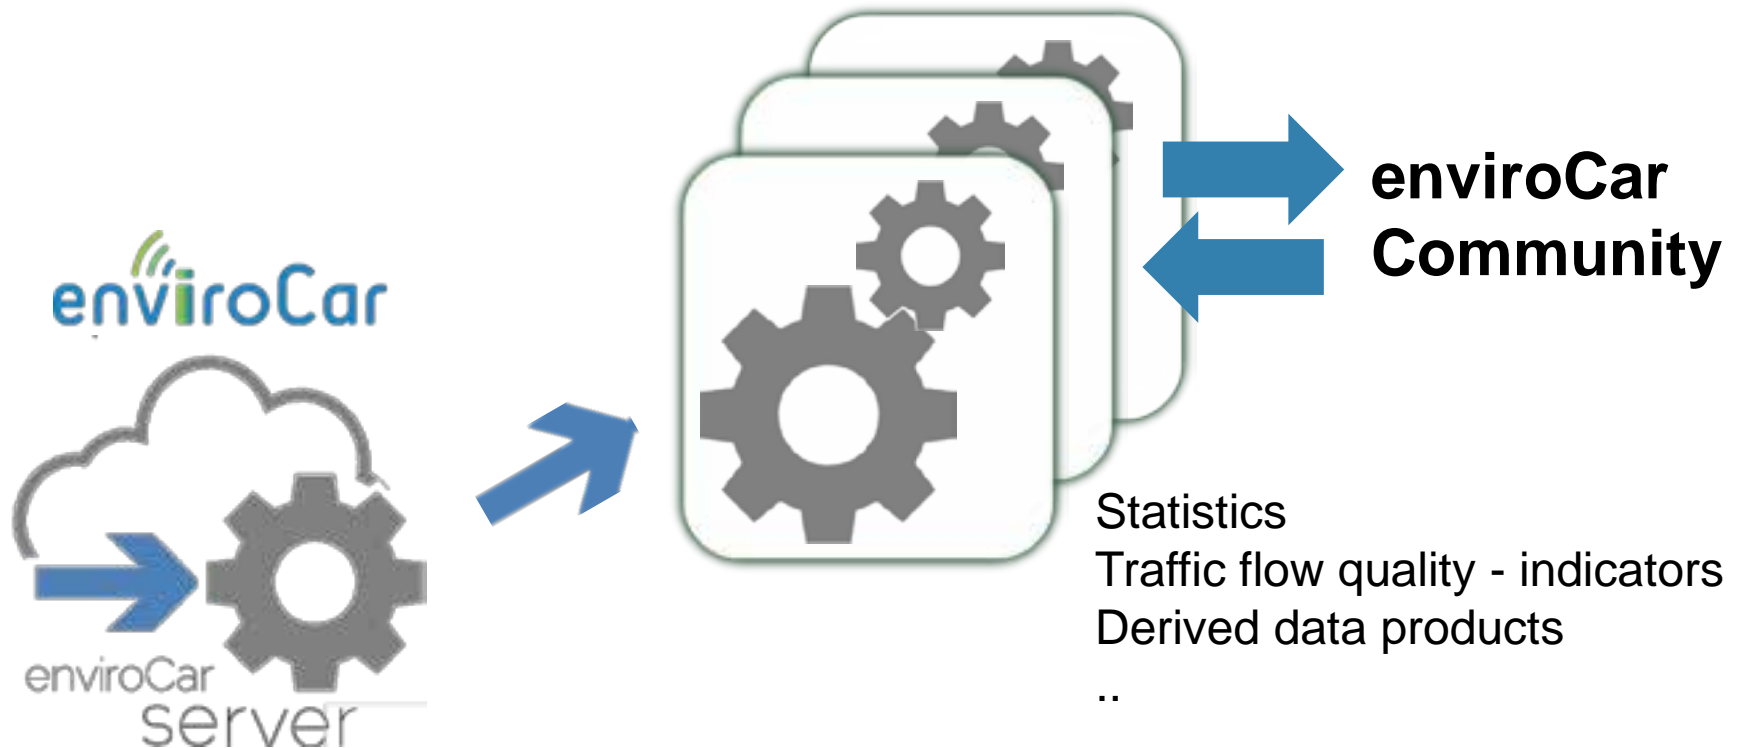 enviroCar
enviroCar
server
enviroCar
Community
Statistics
Traffic flow quality - indicators
Derived data products
..